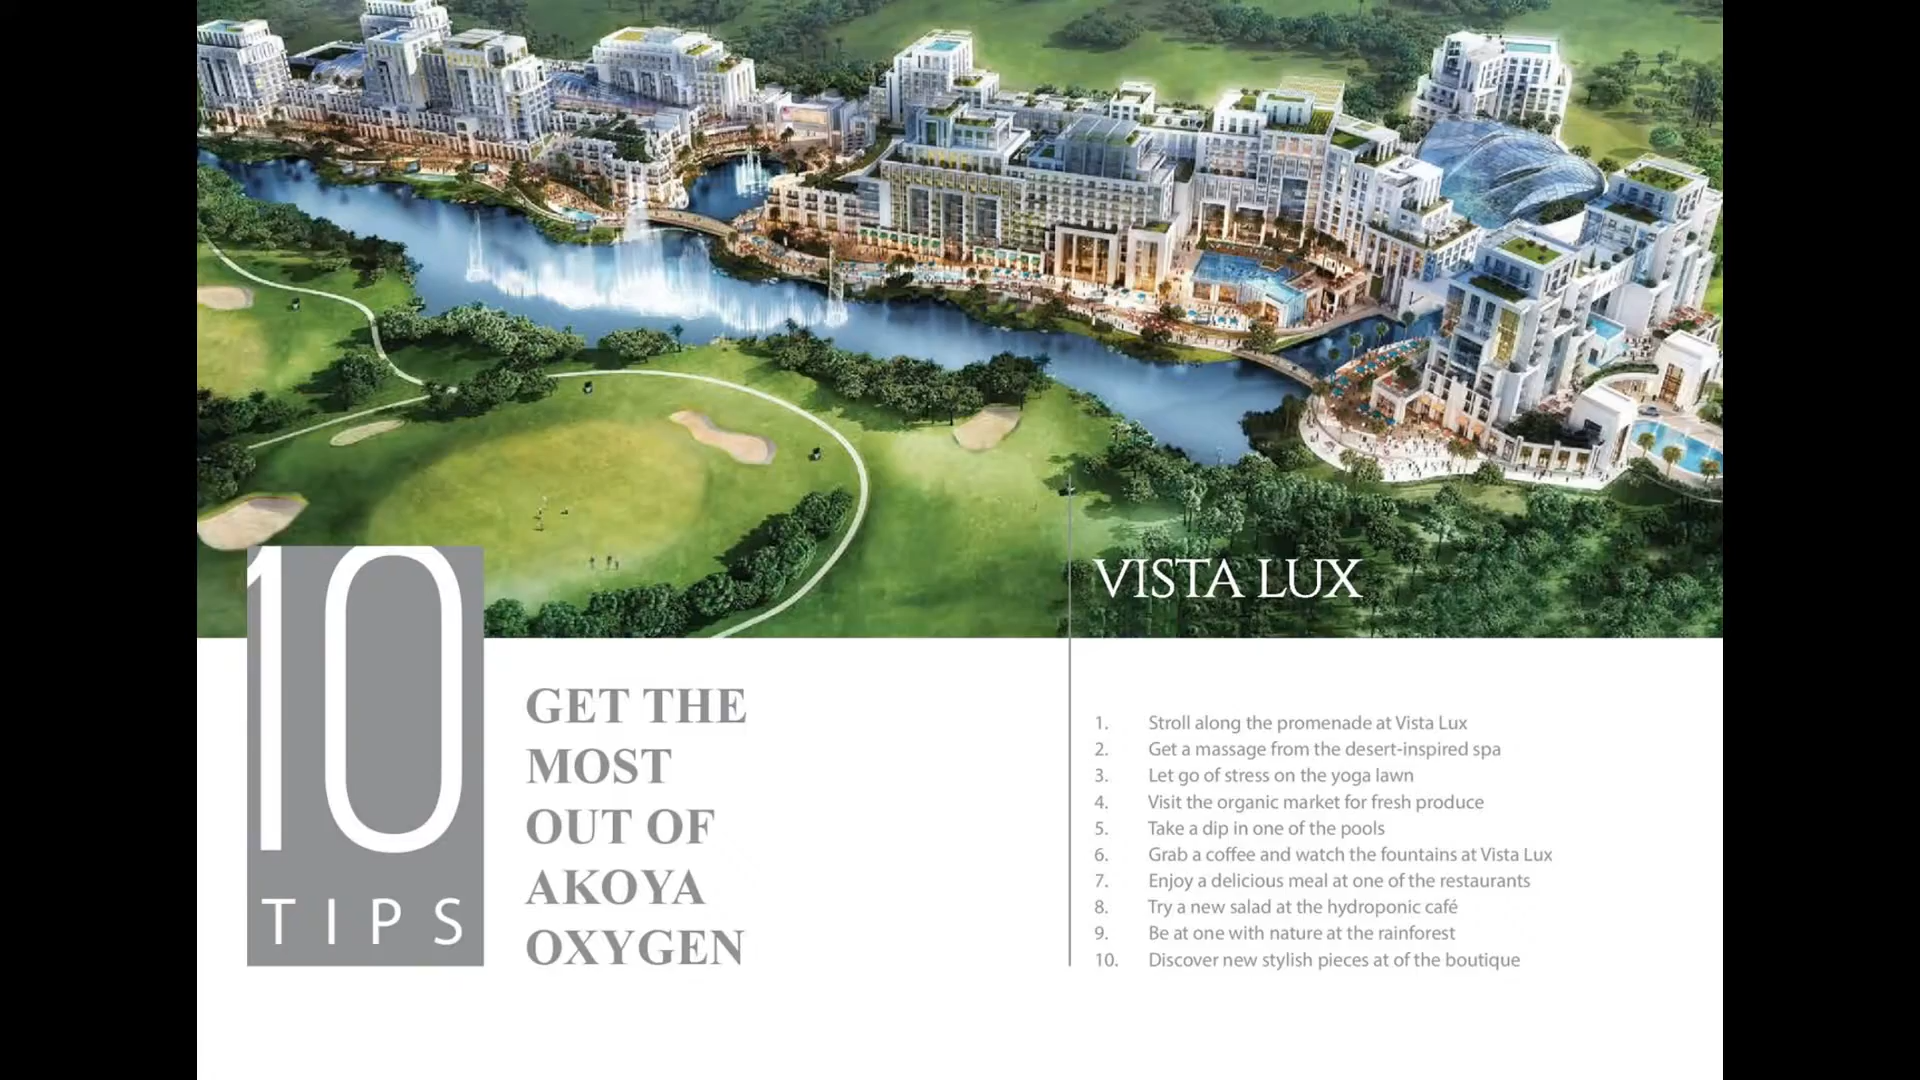 10
TIPS
GET THE
MOST
OUT OF
AKOYA
OXYGEN
VISTA LUX
1. Stroll along the promenade at Vista Lux
2. Get a massage from the desert-inspired spa
3. Let go of stress on the yoga lawn
4. Visit the organic market for fresh produce
5. Take a dip in one of the pools
6. Grab a coffee and watch the fountains at Vista Lux
7. Enjoy a delicious meal at one of the restaurants
8. Try a new salad at the hydroponic café
9. Be at one with nature at the rainforest
10. Discover new stylish pieces at of the boutique